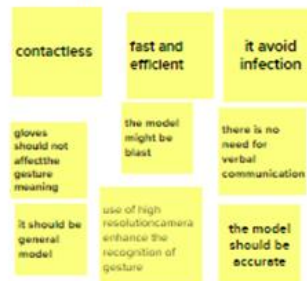 contactless
fast and
efficient
it avoid
infection
gloves
should not
affectthe
gesture
meaning
the model
might be
blast
there is no
need for
verbal
communication
it should be
general
model
use of high
resolutioncamera
enhance the
recognition of
gesture
the model
should be
accurate